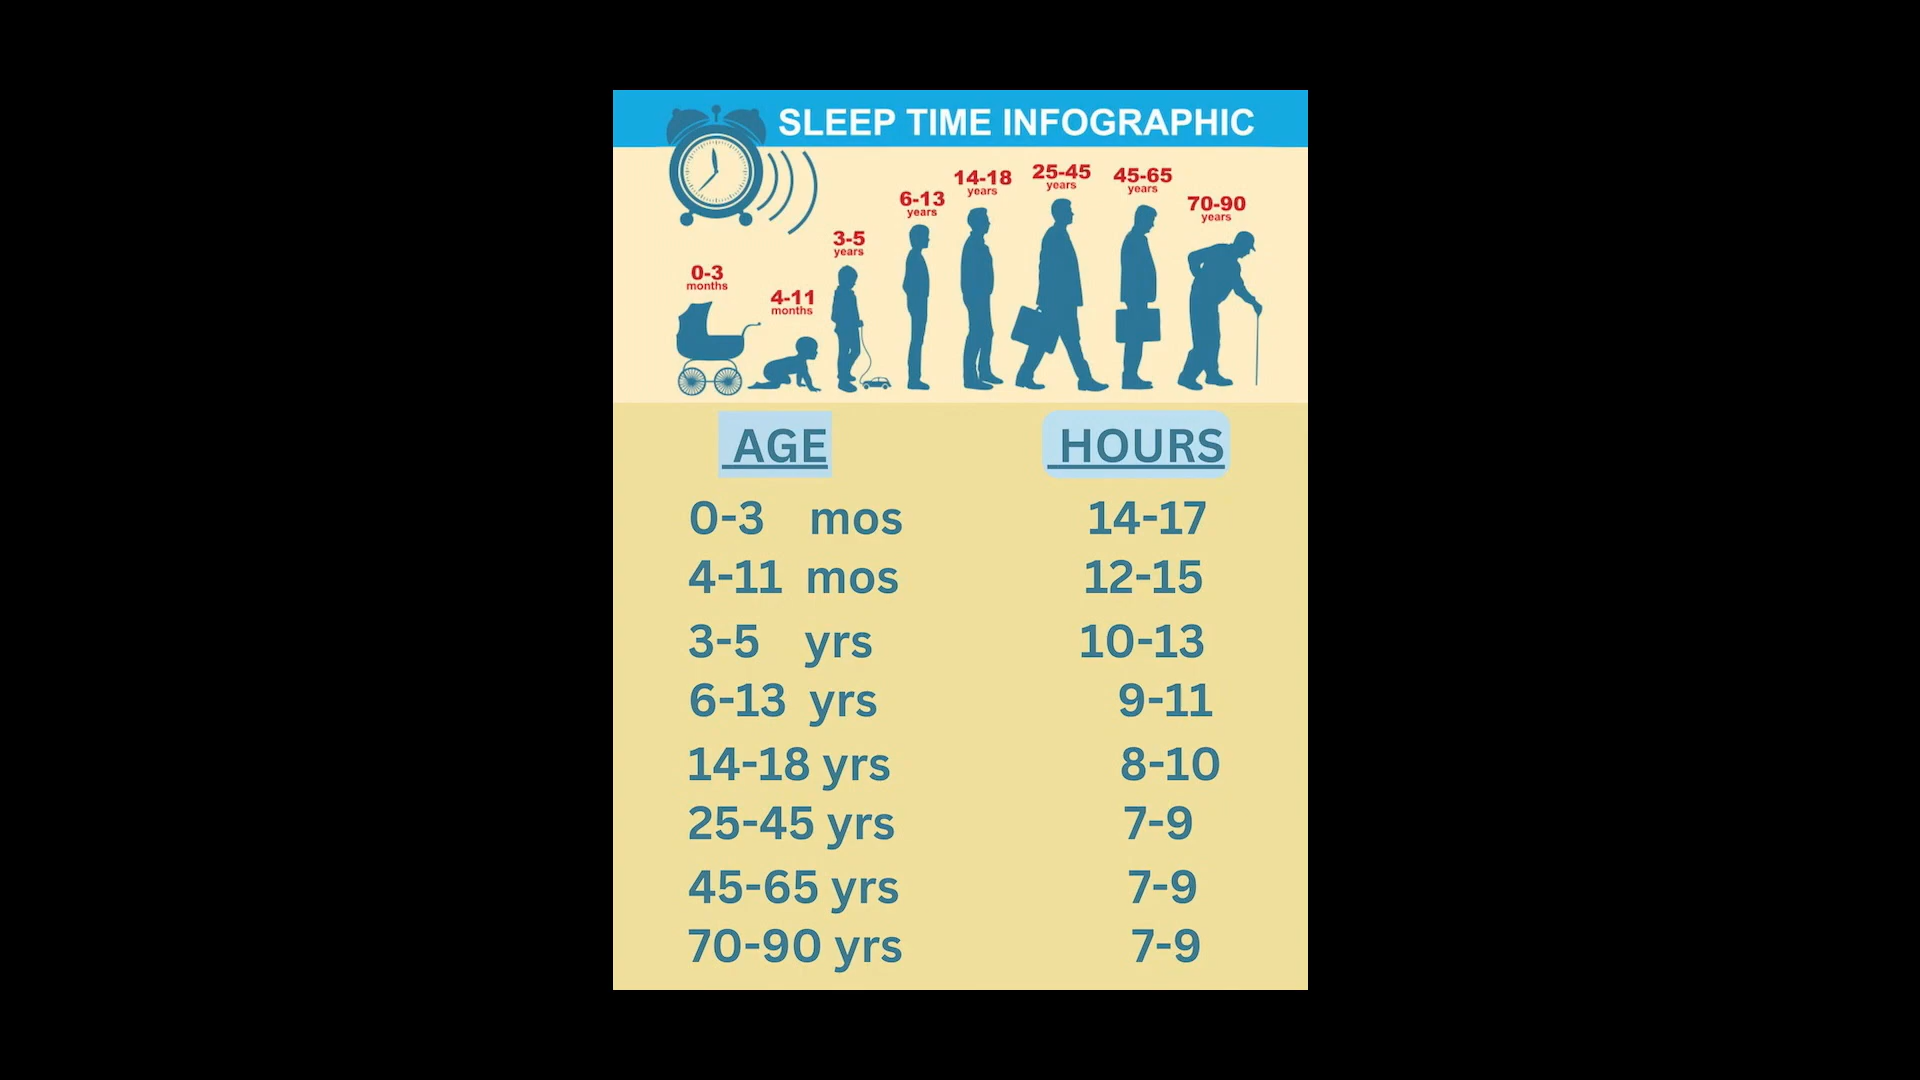 SLEEP TIME INFOGRAPHIC
0-3
months
4-11
months
3-5
years
6-13
years
14-18
years
25-45
years
45-65
years
70-90
years
AGE HOURS
0-3 mos 14-17
4-11 mos 12-15
3-5 yrs 10-13
6-13 yrs 9-11
14-18 yrs 8-10
25-45 yrs 7-9
45-65 yrs 7-9
70-90 yrs 7-9